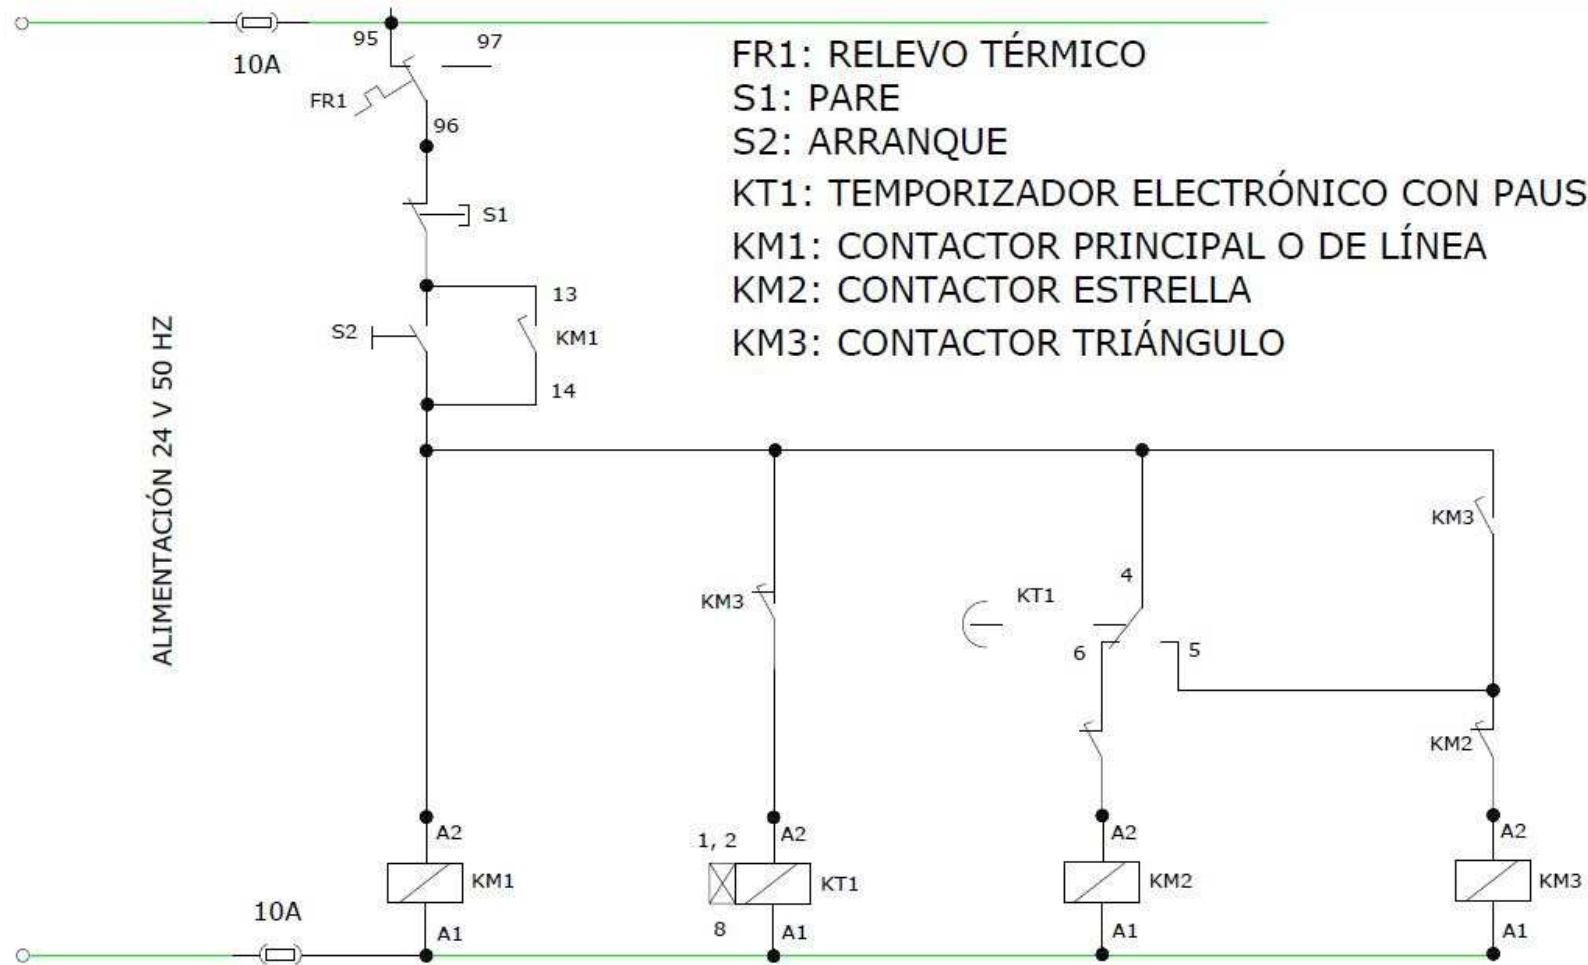 10A
95
97
FR1
96
FR1: RELEVO TÉRMICO
S1: PARE
S2: ARRANQUE
KT1: TEMPORIZADOR ELECTRÓNICO CON PAUS
KM1: CONTACTOR PRINCIPAL O DE LÍNEA
KM2: CONTACTOR ESTRELLA
KM3: CONTACTOR TRIÁNGULO
S1
13
S2
KM1
14
ALIMENTACIÓN 24 V 50 HZ
KM3
KM3
4
KT1
6
5
KM2
A2
1, 2
A2
A2
A2
KM1
KT1
KM2
KM3
10A
A1
8
A1
A1
A1